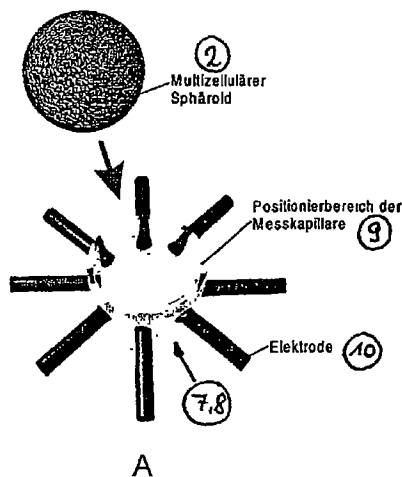 2
Multizellulärer
Sphäroid
Positionierbereich der
Messkapillare 9
Elektrode 10
7,8
A